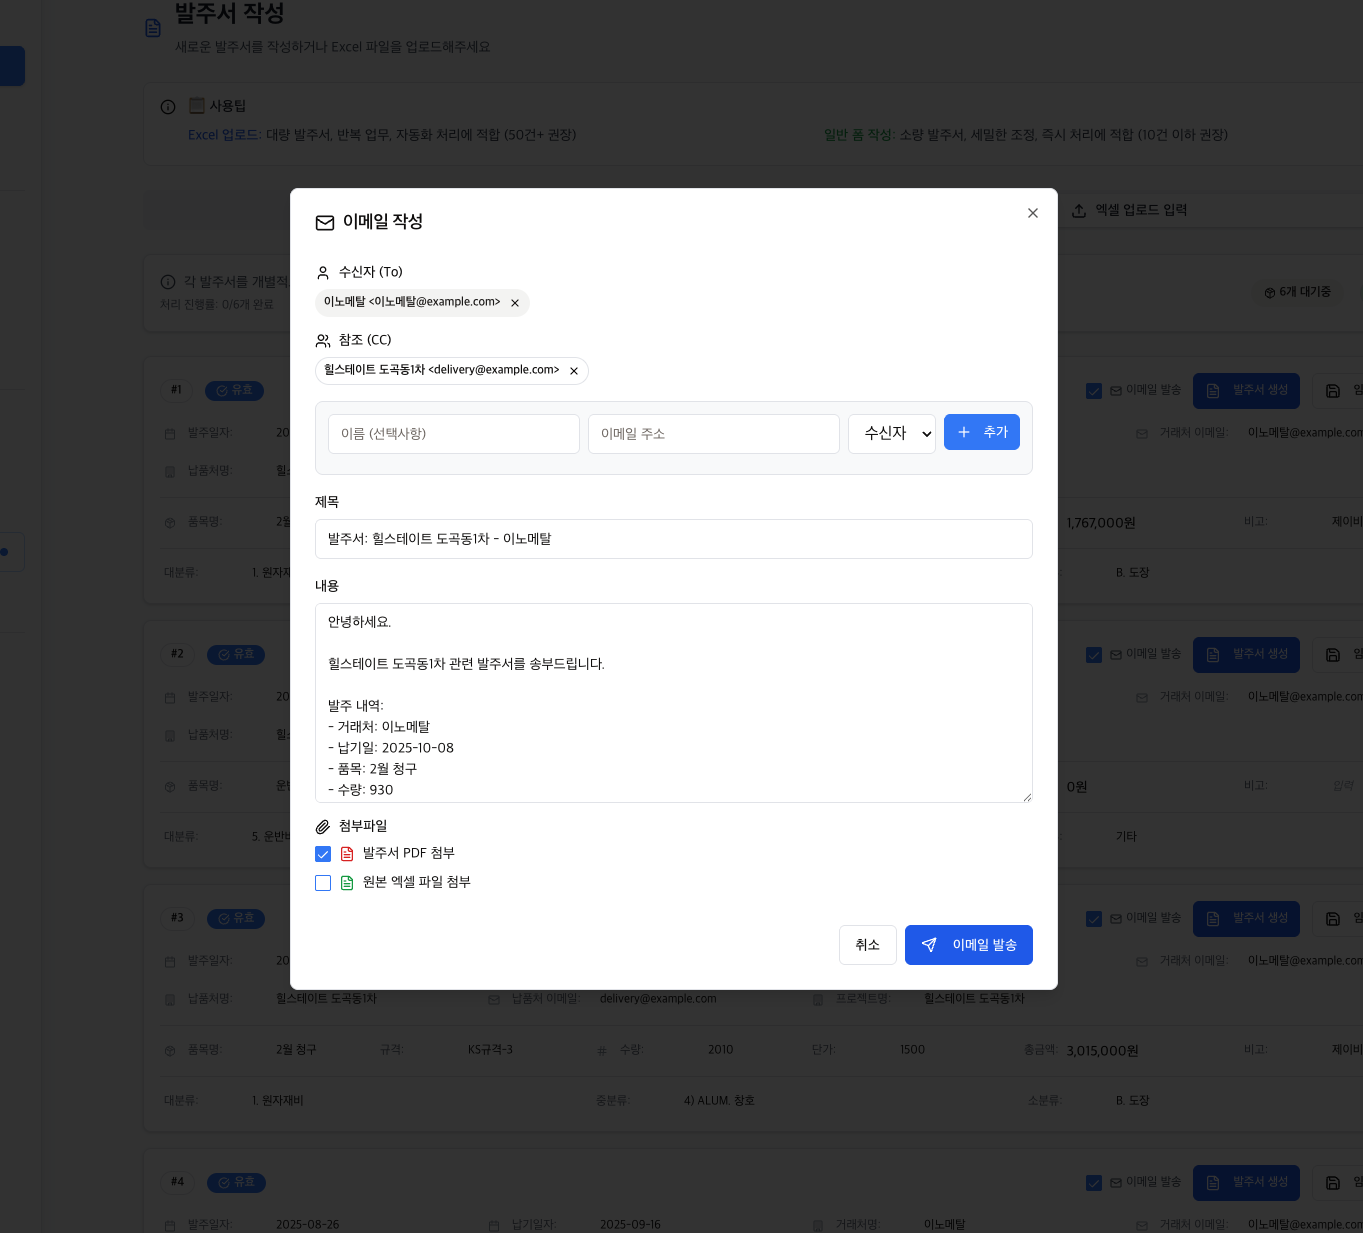 발주서 작성
새로운 발주서를 작성하거나 Excel 파일을 업로드해주세요
사용팁
Excel 업로드: 대량 발주서, 반복 업무, 자동화 처리에 적합 (50건+ 권장)
일반 폼 작성: 소량 발주서, 세밀한 조정, 즉시 처리에 적합 (10건 이하 권장)
엑셀 업로드 입력
각 발주서를 개별적
처리 진행률: 0/6개 완료
6개 대기중
이메일 작성
수신자 (To)
이노메탈 <이노메탈@example.com>
참조 (CC)
힐스테이트 도곡동1차 <delivery@example.com>
이름 (선택사항) 이메일 주소 수신자 추가
제목
발주서: 힐스테이트 도곡동1차 - 이노메탈
내용
안녕하세요.
힐스테이트 도곡동1차 관련 발주서를 송부드립니다.
발주 내역:
- 거래처: 이노메탈
- 납기일: 2025-10-08
- 품목: 2월 청구
- 수량: 930
첨부파일
발주서 PDF 첨부
원본 엑셀 파일 첨부
취소 이메일 발송
#1 유효 이메일 발송 발주서 생성
발주일자: 20 거래처 이메일: 이노메탈@example.com
납품처명: 힐
품목명: 2월 1,767,000원 비고: 제이비
대분류: 1. 원자재 B. 도장
#2 유효 이메일 발송 발주서 생성
발주일자: 20 거래처 이메일: 이노메탈@example.com
납품처명: 힐
품목명: 운반 0원 비고: 입력
대분류: 5. 운반비 기타
#3 유효 이메일 발송 발주서 생성
발주일자: 20 거래처 이메일: 이노메탈@example.com
납품처명: 힐스테이트 도곡동1차 납품처 이메일: delivery@example.com 프로젝트명: 힐스테이트 도곡동1차
품목명: 2월 청구 규격: KS규격-3 수량: 2010 단가: 1500 총금액: 3,015,000원 비고: 제이비
대분류: 1. 원자재비 중분류: 4) ALUM. 창호 소분류: B. 도장
#4 유효 이메일 발송 발주서 생성
발주일자: 2025-08-26 납기일자: 2025-09-16 거래처명: 이노메탈 거래처 이메일: 이노메탈@example.com